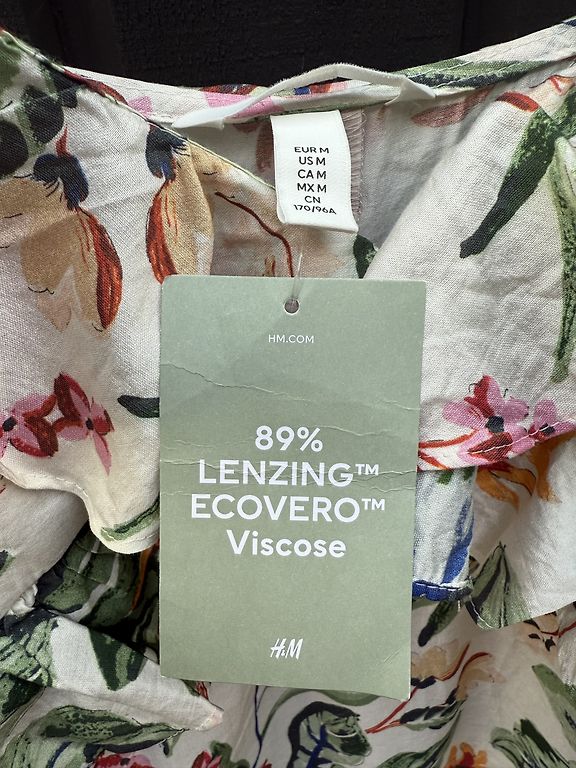 EUR M
US M
CA M
MX M
CN
170/96A
HM.COM
89%
LENZING™
ECOVERO™
Viscose
H&M